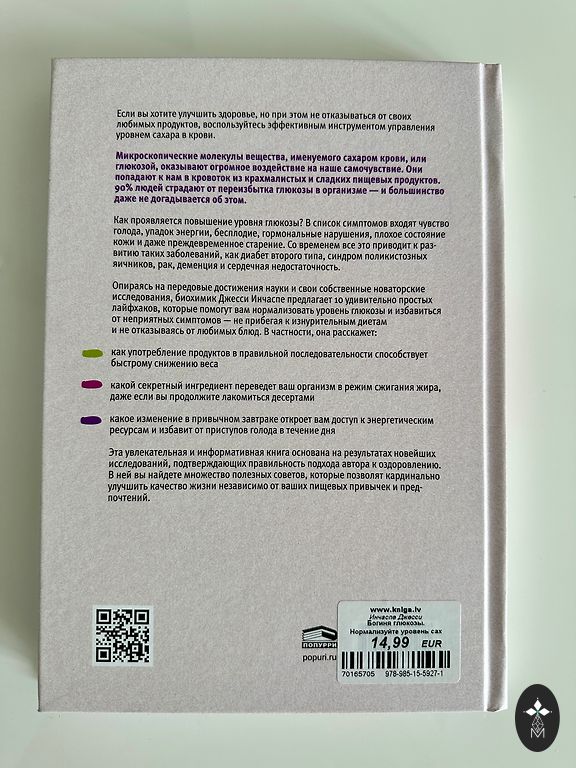 Если вы хотите улучшить здоровье, но при этом не отказываться от своих
любимых продуктов, воспользуйтесь эффективным инструментом управления
уровнем сахара в крови.
Микроскопические молекулы вещества, именуемого сахаром крови, или
глюкозой, оказывают огромное воздействие на наше самочувствие. Они
попадают к нам в кровоток из крахмалистых и сладких пищевых продуктов.
90% людей страдают от переизбытка глюкозы в организме — и большинство
даже не догадывается об этом.
Как проявляется повышение уровня глюкозы? В список симптомов входят чувство
голода, упадок энергии, бесплодие, гормональные нарушения, плохое состояние
кожи и даже преждевременное старение. Со временем все это приводит к раз-
витию таких заболеваний, как диабет второго типа, синдром поликистозных
яичников, рак, деменция и сердечная недостаточность.
Опираясь на передовые достижения науки и свои собственные новаторские
исследования, биохимик Джесси Инчаспе предлагает 10 удивительно простых
лайфхаков, которые помогут вам нормализовать уровень глюкозы и избавиться
от неприятных симптомов — не прибегая к изнурительным диетам
и не отказываясь от любимых блюд. В частности, она расскажет:
как употребление продуктов в правильной последовательности способствует
быстрому снижению веса
какой секретный ингредиент переведет ваш организм в режим сжигания жира,
даже если вы продолжите лакомиться десертами
какое изменение в привычном завтраке откроет вам доступ к энергетическим
ресурсам и избавит от приступов голода в течение дня
Эта увлекательная и информативная книга основана на результатах новейших
исследований, подтверждающих правильность подхода автора к оздоровлению.
В ней вы найдете множество полезных советов, которые позволят кардинально
улучшить качество жизни независимо от ваших пищевых привычек и пред-
почтений.
ПОПУРРИ
popuri.ru
www.kniga.lv
Инчаспе Джесси
Богиня глюкозы.
Нормализуйте уровень сах
14,99 EUR
70165705 978-985-15-5927-1
M